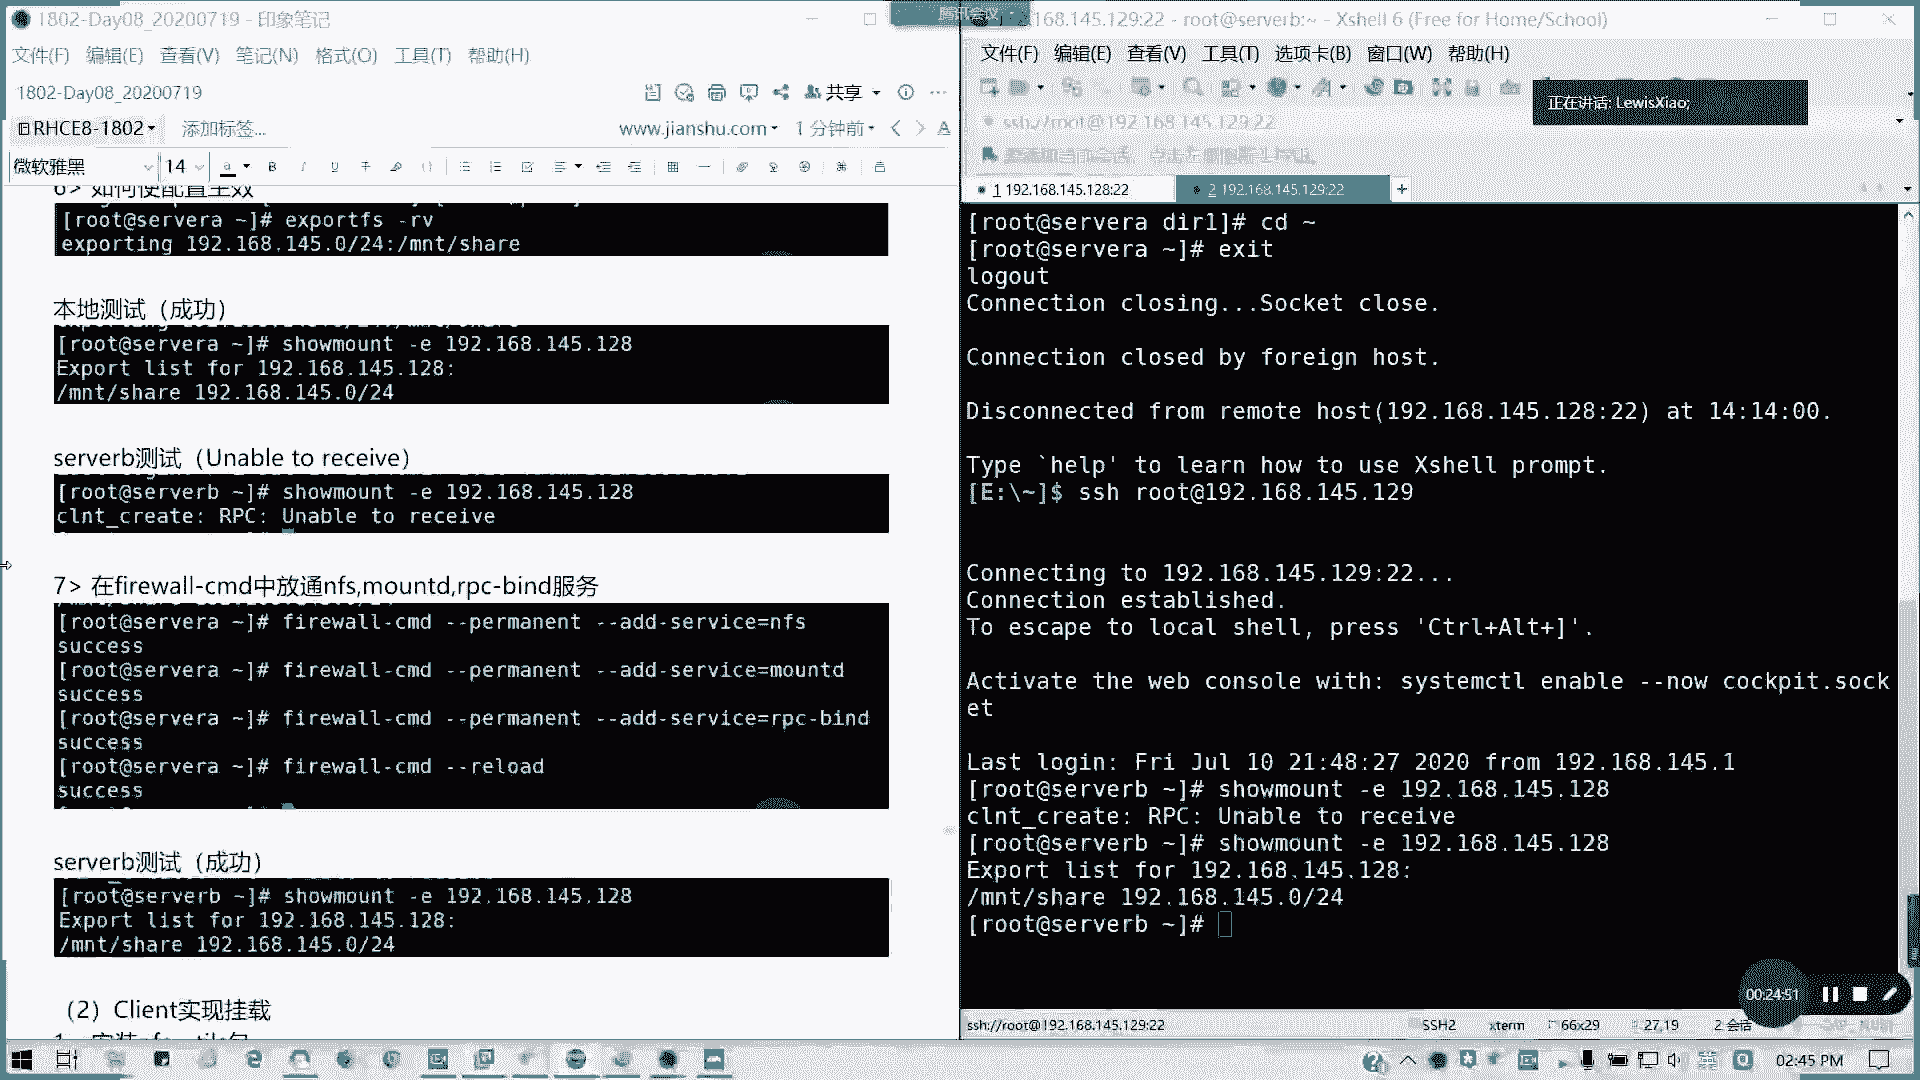 1802-Day08_20200719 - 印象笔记
文件(F) 编辑(E) 查看(V) 笔记(N) 格式(O) 工具(T) 帮助(H)
1802-Day08_20200719
共享
RHCE8-1802 添加标签...
www.jianshu.com 1 分钟前
微软雅黑 14
6> 如何使配置生效
[root@servera ~]# exportfs -rv
exporting 192.168.145.0/24:/mnt/share
本地测试（成功）
[root@servera ~]# showmount -e 192.168.145.128
Export list for 192.168.145.128:
/mnt/share 192.168.145.0/24
serverb测试（Unable to receive）
[root@serverb ~]# showmount -e 192.168.145.128
clnt_create: RPC: Unable to receive
7> 在firewall-cmd中放通nfs,mountd,rpc-bind服务
[root@servera ~]# firewall-cmd --permanent --add-service=nfs
success
[root@servera ~]# firewall-cmd --permanent --add-service=mountd
success
[root@servera ~]# firewall-cmd --permanent --add-service=rpc-bind
success
[root@servera ~]# firewall-cmd --reload
success
serverb测试（成功）
[root@serverb ~]# showmount -e 192.168.145.128
Export list for 192.168.145.128:
/mnt/share 192.168.145.0/24
（2）Client实现挂载
腾讯会议
2.168.145.129:22 - root@serverb:~ - Xshell 6 (Free for Home/School)
文件(F) 编辑(E) 查看(V) 工具(T) 选项卡(B) 窗口(W) 帮助(H)
正在讲话: LewisXiao;
ssh://root@192.168.145.129:22
1 192.168.145.128:22
2 192.168.145.129:22
[root@servera dir1]# cd ~
[root@servera ~]# exit
logout
Connection closing...Socket close.
Connection closed by foreign host.
Disconnected from remote host(192.168.145.128:22) at 14:14:00.
Type `help' to learn how to use Xshell prompt.
[E:\~]$ ssh root@192.168.145.129
Connecting to 192.168.145.129:22...
Connection established.
To escape to local shell, press 'Ctrl+Alt+]'.
Activate the web console with: systemctl enable --now cockpit.sock
et
Last login: Fri Jul 10 21:48:27 2020 from 192.168.145.1
[root@serverb ~]# showmount -e 192.168.145.128
clnt_create: RPC: Unable to receive
[root@serverb ~]# showmount -e 192.168.145.128
Export list for 192.168.145.128:
/mnt/share 192.168.145.0/24
[root@serverb ~]#
00:24:51
ssh://root@192.168.145.129:22 SSH2 xterm 66x29 27,19 2 会话
英
02:45 PM